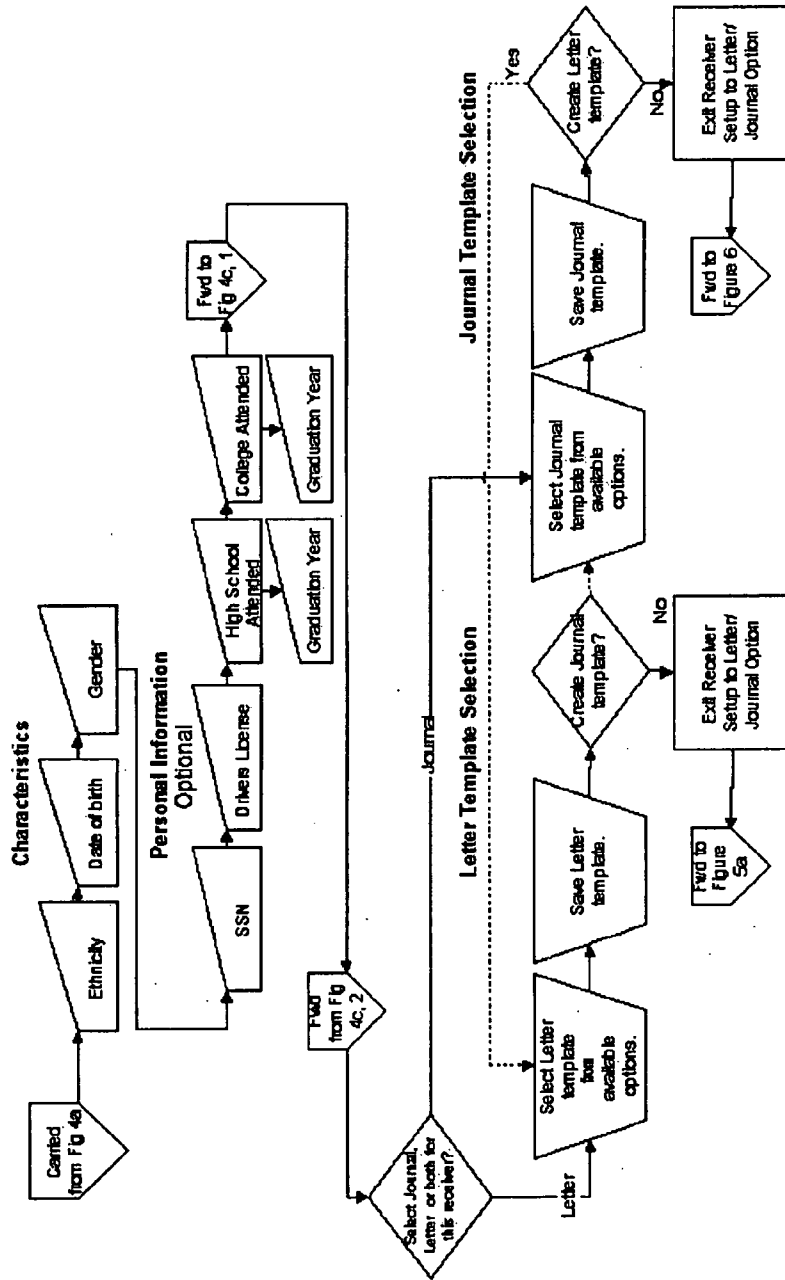 Characteristics
Carried
from Fig 4a
Ethnicity
Date of birth
Gender
Personal Information
Optional
SSN
Drivers License
High School
Attended
Graduation Year
College Attended
Graduation Year
Fwd to
Fig 4c, 1
Fwd
from Fig
4c, 2
Select Journal,
Letter or both for
this receiver?
Journal
Letter
Letter Template Selection
Select Letter
template
from
available
options.
Save Letter
template.
Create Journal
template?
No
Exit Receiver
Setup to Letter/
Journal Option
Fwd to
Figure
5a
Journal Template Selection
Select Journal
template from
available
options.
Save Journal
template.
Create Letter
template?
Yes
No
Exit Receiver
Setup to Letter/
Journal Option
Fwd to
Figure 6